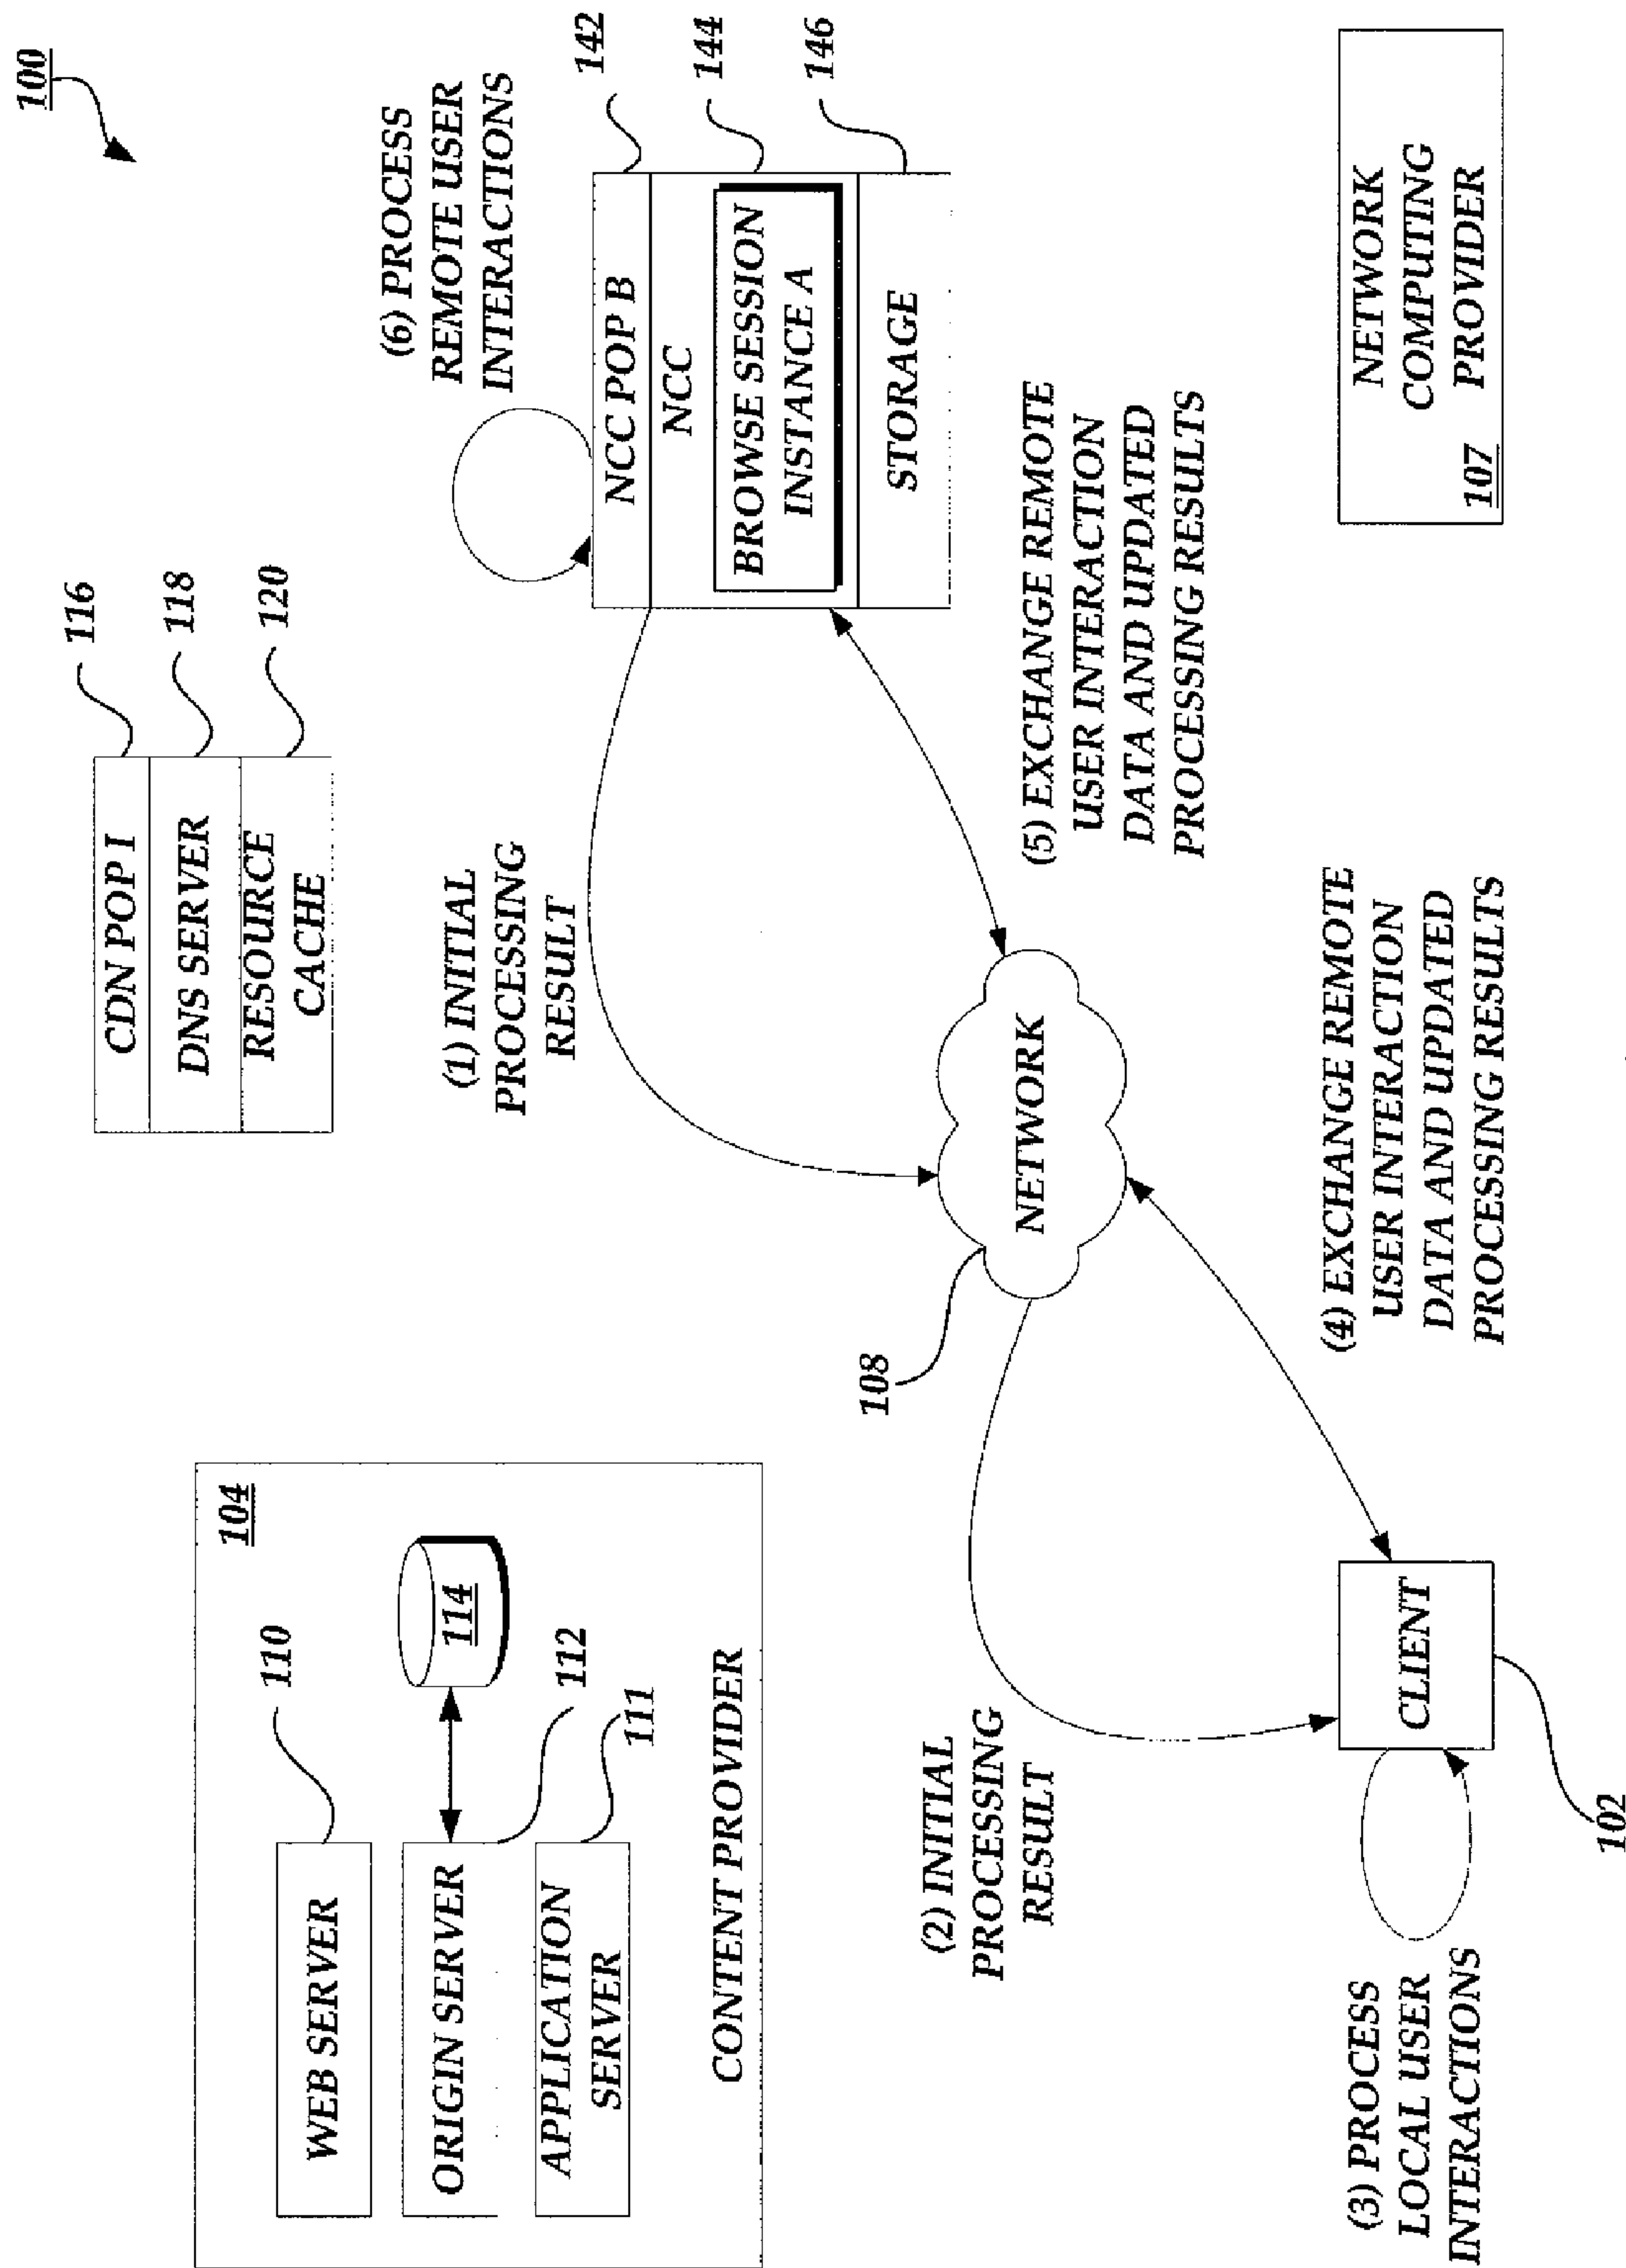 100
104
WEB SERVER
110
ORIGIN SERVER
114
112
APPLICATION
SERVER
111
CONTENT PROVIDER
CDN POP I
116
DNS SERVER
118
RESOURCE
CACHE
120
(6) PROCESS
REMOTE USER
INTERACTIONS
NCC POP B
142
NCC
144
BROWSE SESSION
INSTANCE A
STORAGE
146
(1) INITIAL
PROCESSING
RESULT
NETWORK
108
(2) INITIAL
PROCESSING
RESULT
(5) EXCHANGE REMOTE
USER INTERACTION
DATA AND UPDATED
PROCESSING RESULTS
(3) PROCESS
LOCAL USER
INTERACTIONS
CLIENT
102
(4) EXCHANGE REMOTE
USER INTERACTION
DATA AND UPDATED
PROCESSING RESULTS
NETWORK
COMPUTING
PROVIDER
107